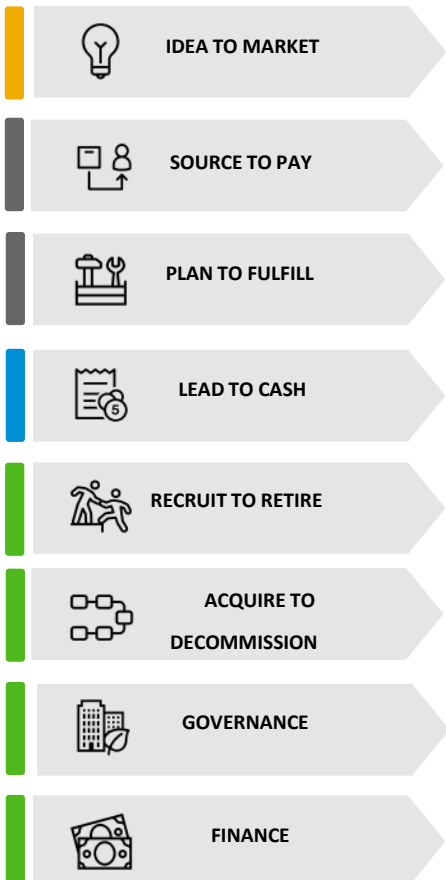 IDEA TO MARKET
SOURCE TO PAY
PLAN TO FULFILL
LEAD TO CASH
5
RECRUIT TO RETIRE
ACQUIRE TO
DECOMMISSION
GOVERNANCE
FINANCE